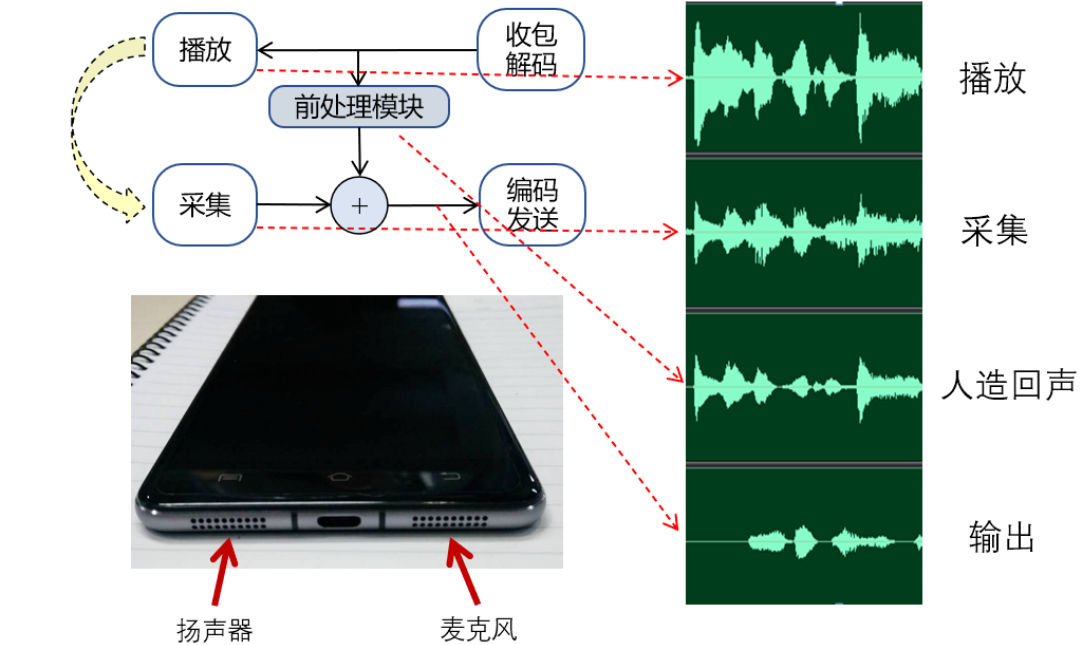 播放
收包
解码
播放
前处理模块
采集
+
编码
发送
采集
人造回声
输出
扬声器
麦克风